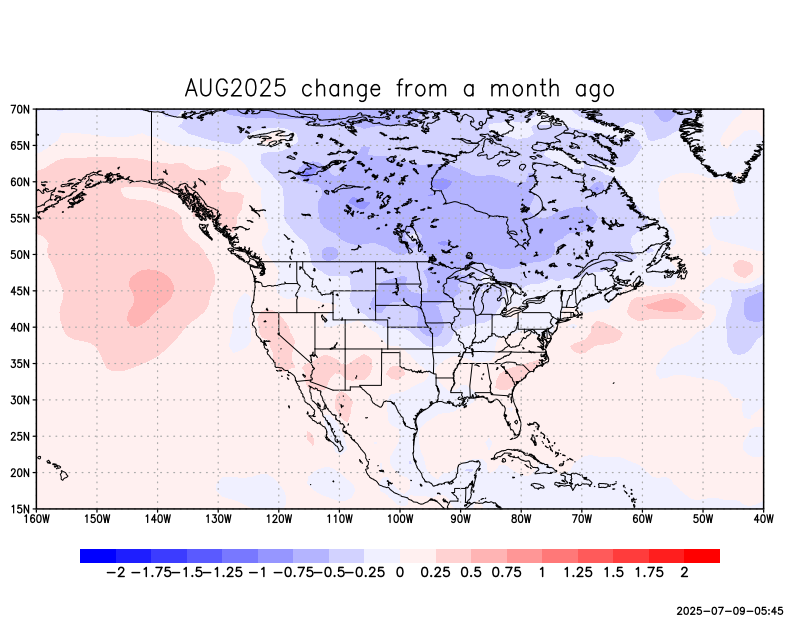 AUG2025 change from a month ago
70N
65N
60N
55N
50N
45N
40N
35N
30N
25N
20N
15N
160W 150W 140W 130W 120W 110W 100W 90W 80W 70W 60W 50W 40W
-2 -1.75 -1.5 -1.25 -1 -0.75 -0.5 -0.25 0 0.25 0.5 0.75 1 1.25 1.5 1.75 2
2025-07-09-05:45